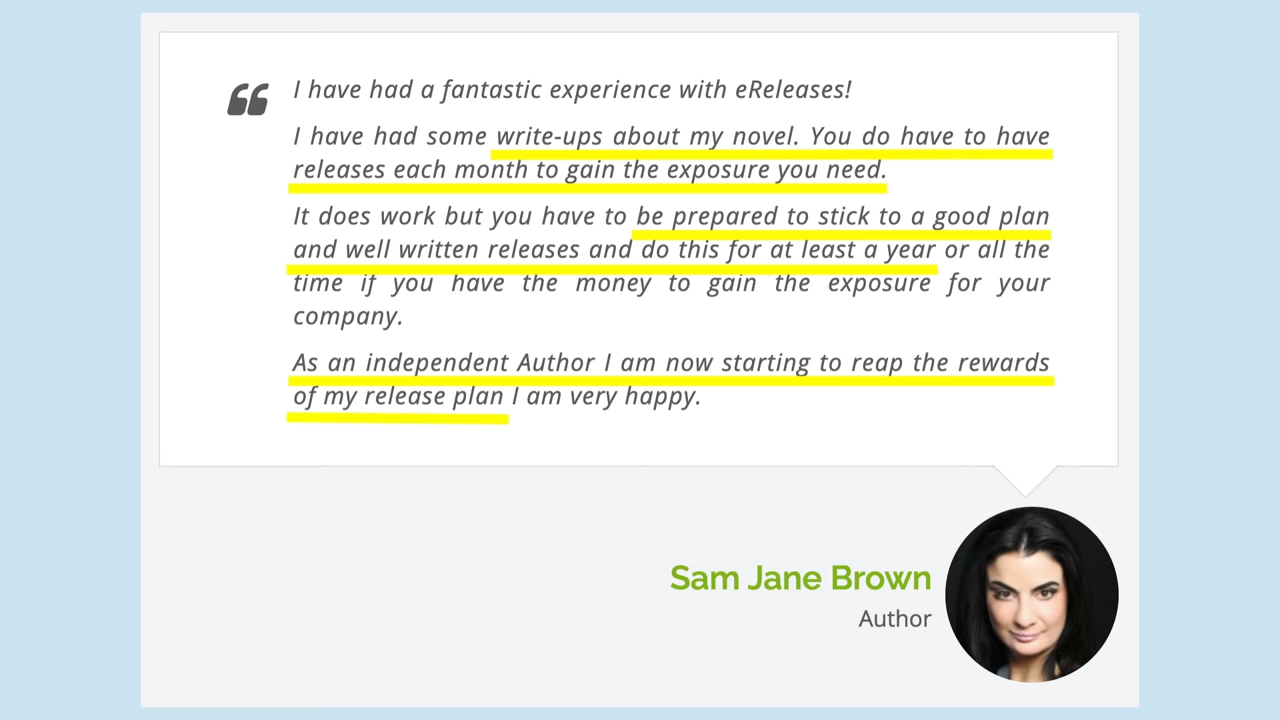 “ I have had a fantastic experience with eReleases!
I have had some write-ups about my novel. You do have to have
releases each month to gain the exposure you need.
It does work but you have to be prepared to stick to a good plan
and well written releases and do this for at least a year or all the
time if you have the money to gain the exposure for your
company.
As an independent Author I am now starting to reap the rewards
of my release plan I am very happy.
Sam Jane Brown
Author